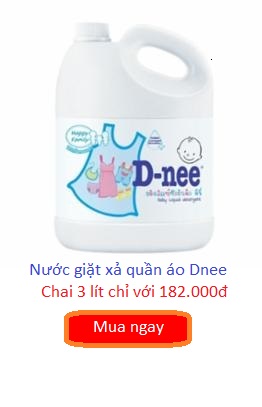 Happy
Family
D-nee
Baby Liquid detergent
Nước giặt xả quần áo Dnee
Chai 3 lít chỉ với 182.000đ
Mua ngay